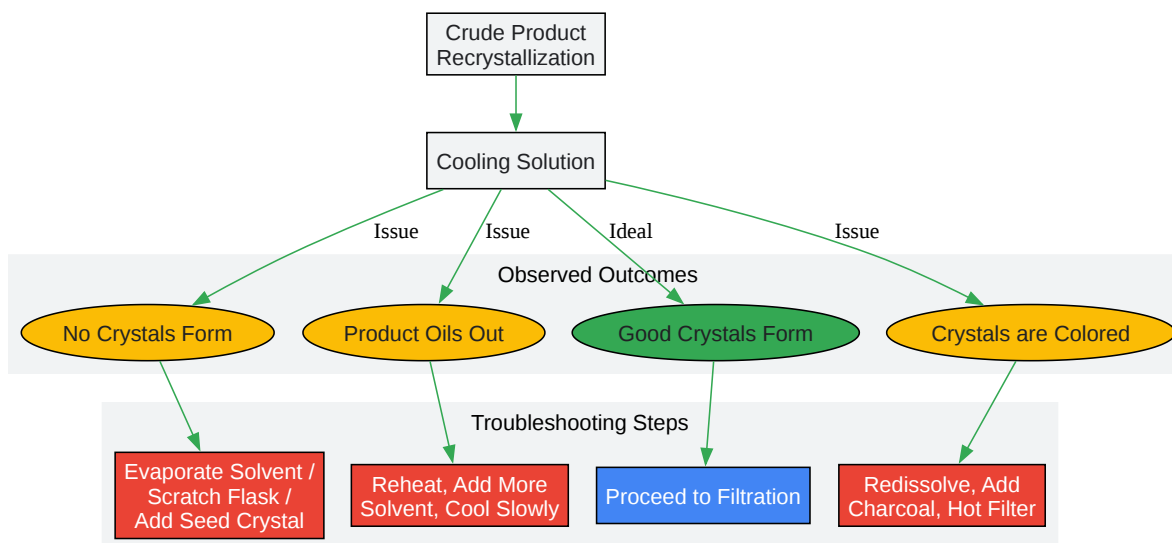 Crude Product
Recrystallization
Cooling Solution
Issue
Issue
Ideal
Issue
Observed Outcomes
No Crystals Form
Product Oils Out
Good Crystals Form
Crystals are Colored
Troubleshooting Steps
Evaporate Solvent /
Scratch Flask /
Add Seed Crystal
Reheat, Add More
Solvent, Cool Slowly
Proceed to Filtration
Redissolve, Add
Charcoal, Hot Filter